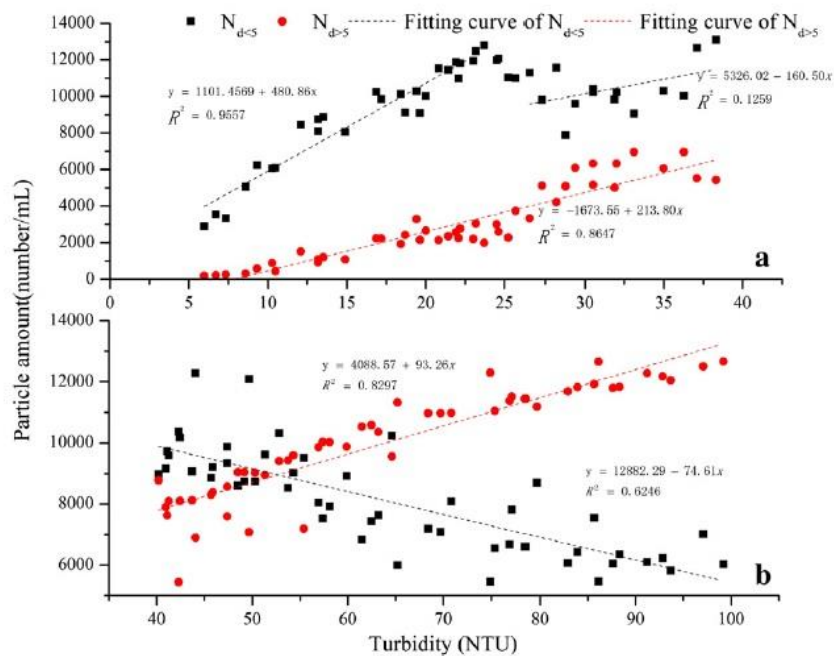 N_d<5 N_d>5 Fitting curve of N_d<5 Fitting curve of N_d>5
14000
12000
10000
8000
6000
4000
2000
0
y = 1101.4569 + 480.86x
R² = 0.9557
y = 5326.02 − 160.50x
R² = 0.1259
y = −1673.55 + 213.80x
R² = 0.8647
a
0 5 10 15 20 25 30 35 40
Particle amount(number/mL)
14000
12000
10000
8000
6000
y = 4088.57 + 93.26x
R² = 0.8297
y = 12882.29 − 74.61x
R² = 0.6246
b
40 50 60 70 80 90 100
Turbidity (NTU)